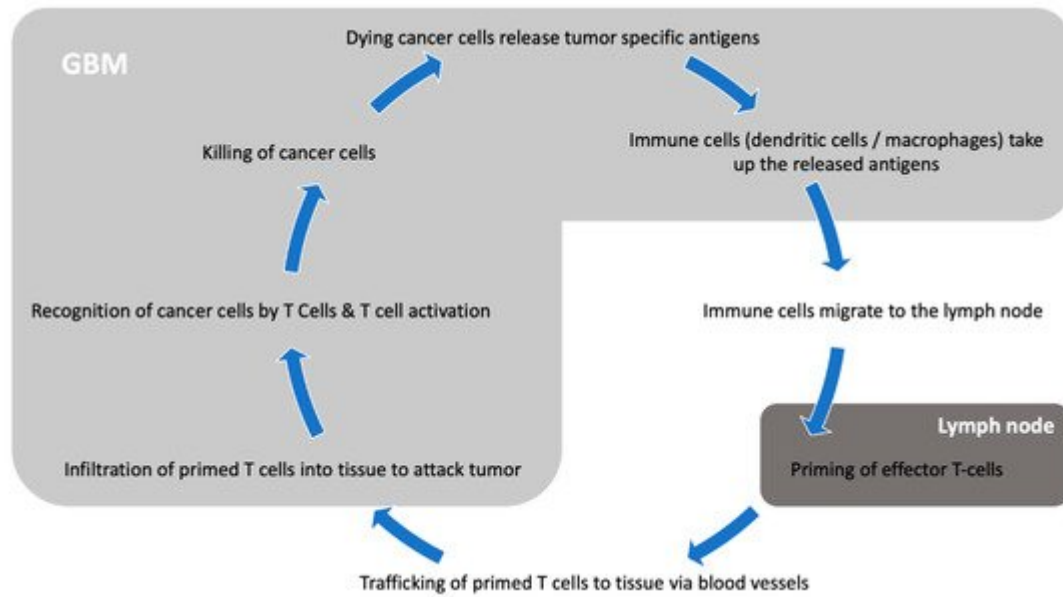 GBM
Dying cancer cells release tumor specific antigens
Immune cells (dendritic cells / macrophages) take
up the released antigens
Immune cells migrate to the lymph node
Lymph node
Priming of effector T-cells
Trafficking of primed T cells to tissue via blood vessels
Infiltration of primed T cells into tissue to attack tumor
Recognition of cancer cells by T Cells & T cell activation
Killing of cancer cells